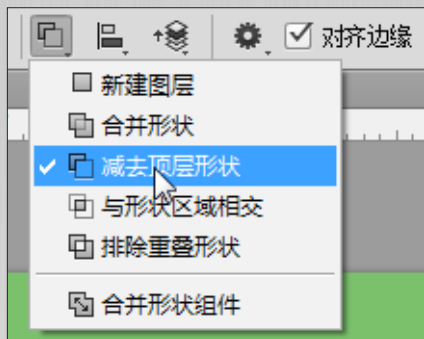 对齐边缘
新建图层
合并形状
减去顶层形状
与形状区域相交
排除重叠形状
合并形状组件